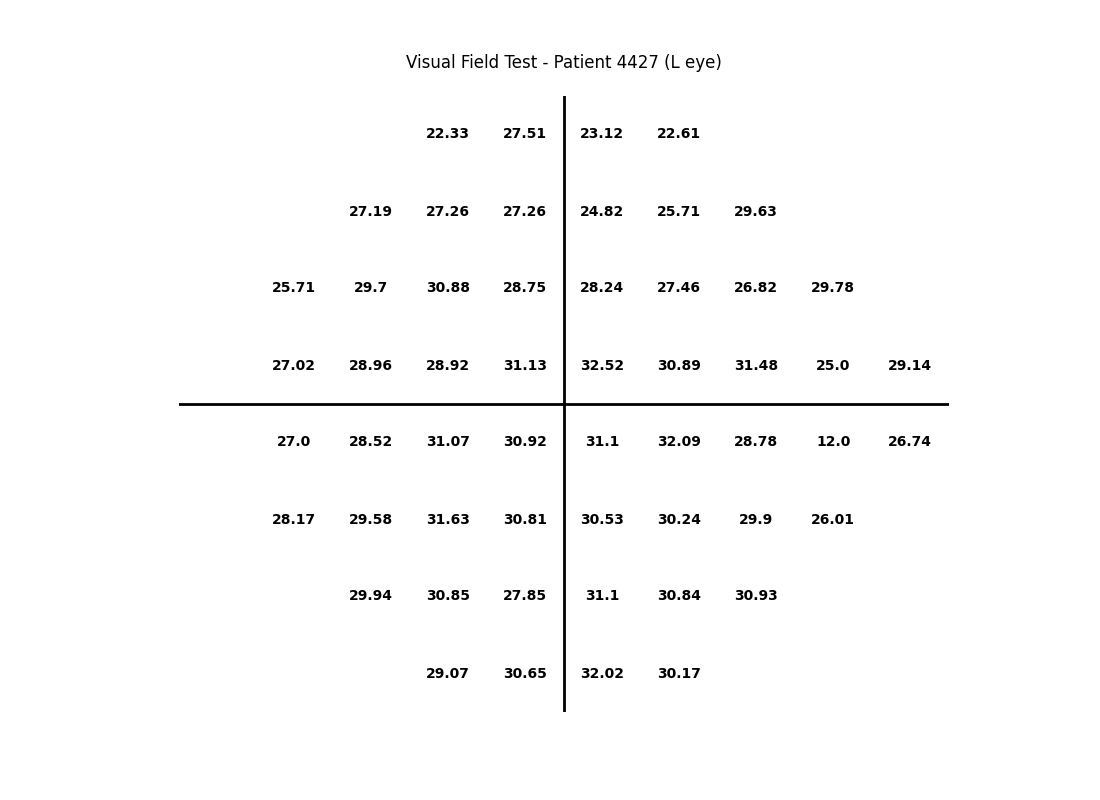 Visual Field Test - Patient 4427 (L eye)
22.33 27.51 23.12 22.61
27.19 27.26 27.26 24.82 25.71 29.63
25.71 29.7 30.88 28.75 28.24 27.46 26.82 29.78
27.02 28.96 28.92 31.13 32.52 30.89 31.48 25.0 29.14
27.0 28.52 31.07 30.92 31.1 32.09 28.78 12.0 26.74
28.17 29.58 31.63 30.81 30.53 30.24 29.9 26.01
29.94 30.85 27.85 31.1 30.84 30.93
29.07 30.65 32.02 30.17